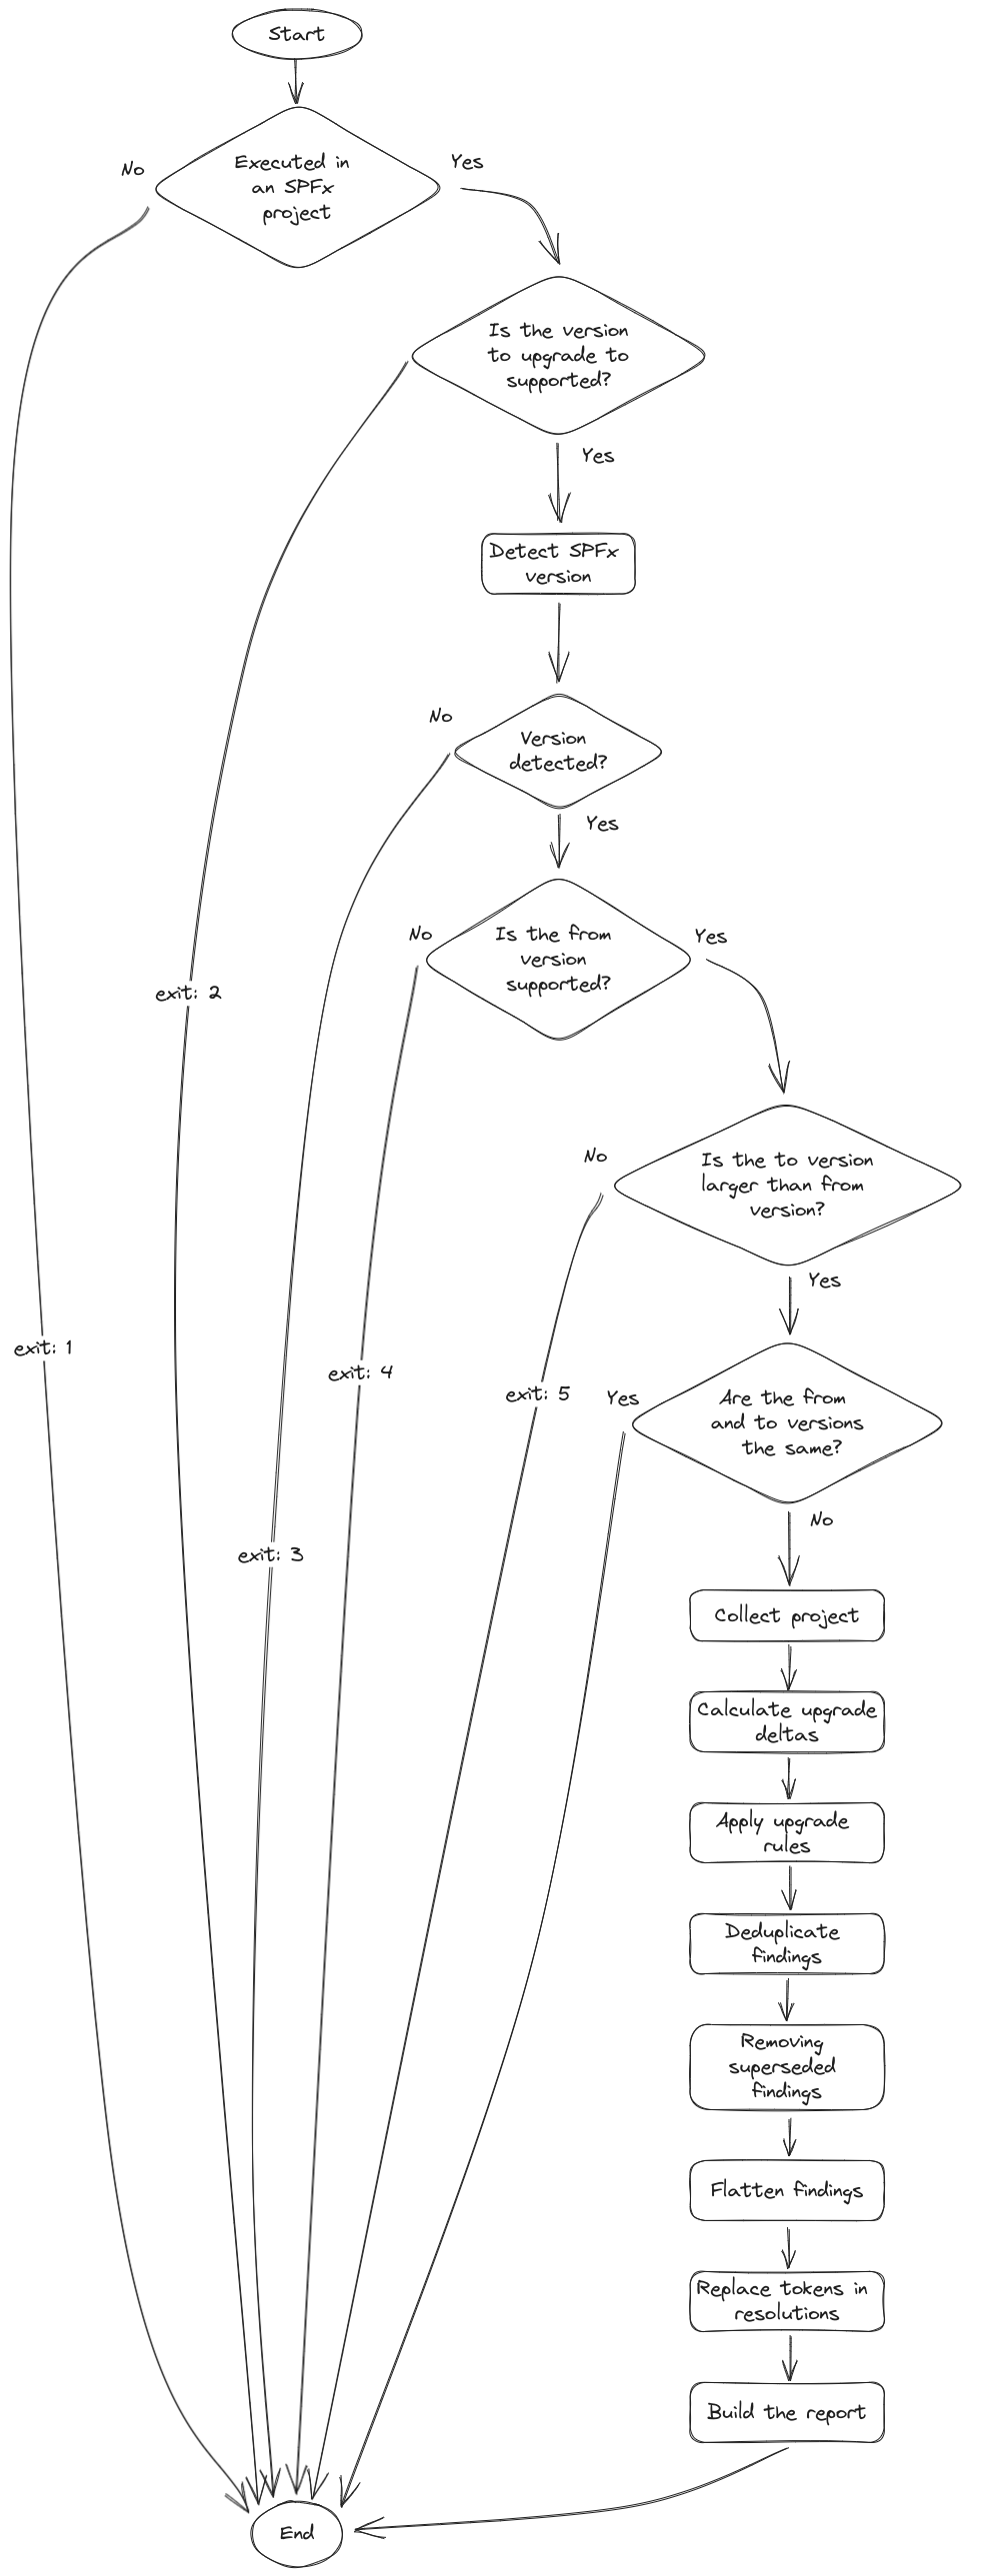 Start
No
Yes
Executed in
an SPFx
project
Is the version
to upgrade to
supported?
Yes
Detect SPFx
version
No
Version
detected?
Yes
No
Is the from
version
supported?
Yes
exit: 2
No
Is the to version
larger than from
version?
Yes
exit: 1
exit: 4
exit: 5
Yes
Are the from
and to versions
the same?
No
exit: 3
Collect project
Calculate upgrade
deltas
Apply upgrade
rules
Deduplicate
findings
Removing
superseded
findings
Flatten findings
Replace tokens in
resolutions
Build the report
End